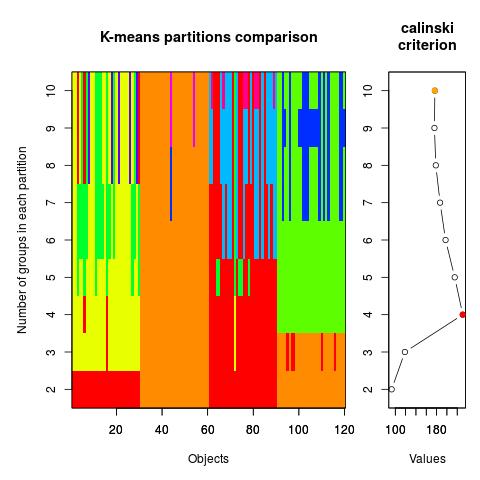 K-means partitions comparison
calinski
criterion
Number of groups in each partition
10
9
8
7
6
5
4
3
2
20 40 60 80 100 120
Objects
10
9
8
7
6
5
4
3
2
100 180
Values